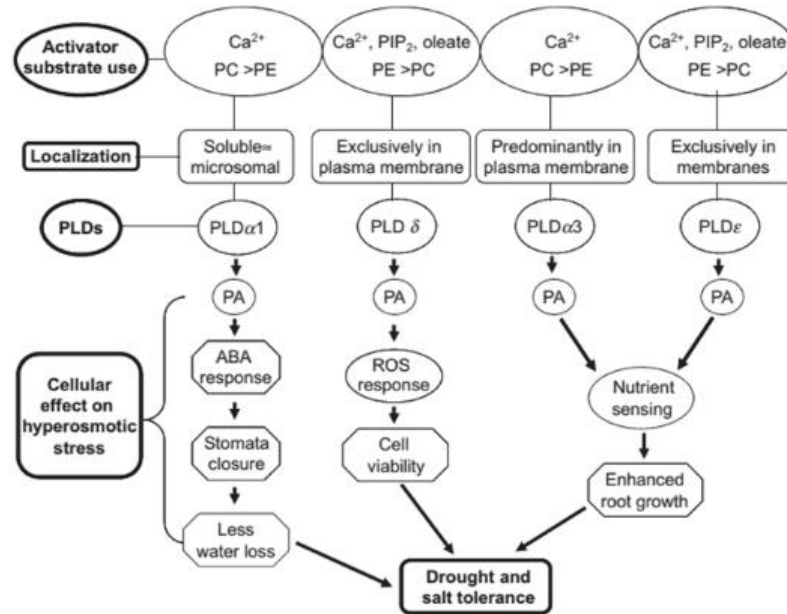 Activator
substrate use
Ca²⁺
PC >PE
Ca²⁺, PIP₂, oleate
PE >PC
Ca²⁺
PC >PE
Ca²⁺, PIP₂, oleate
PE >PC
Localization
Soluble≈
microsomal
Exclusively in
plasma membrane
Predominantly in
plasma membrane
Exclusively in
membranes
PLDs
PLDα1
PLD δ
PLDα3
PLDε
PA
PA
PA
PA
Cellular
effect on
hyperosmotic
stress
ABA
response
Stomata
closure
Less
water loss
ROS
response
Cell
viability
Nutrient
sensing
Enhanced
root growth
Drought and
salt tolerance